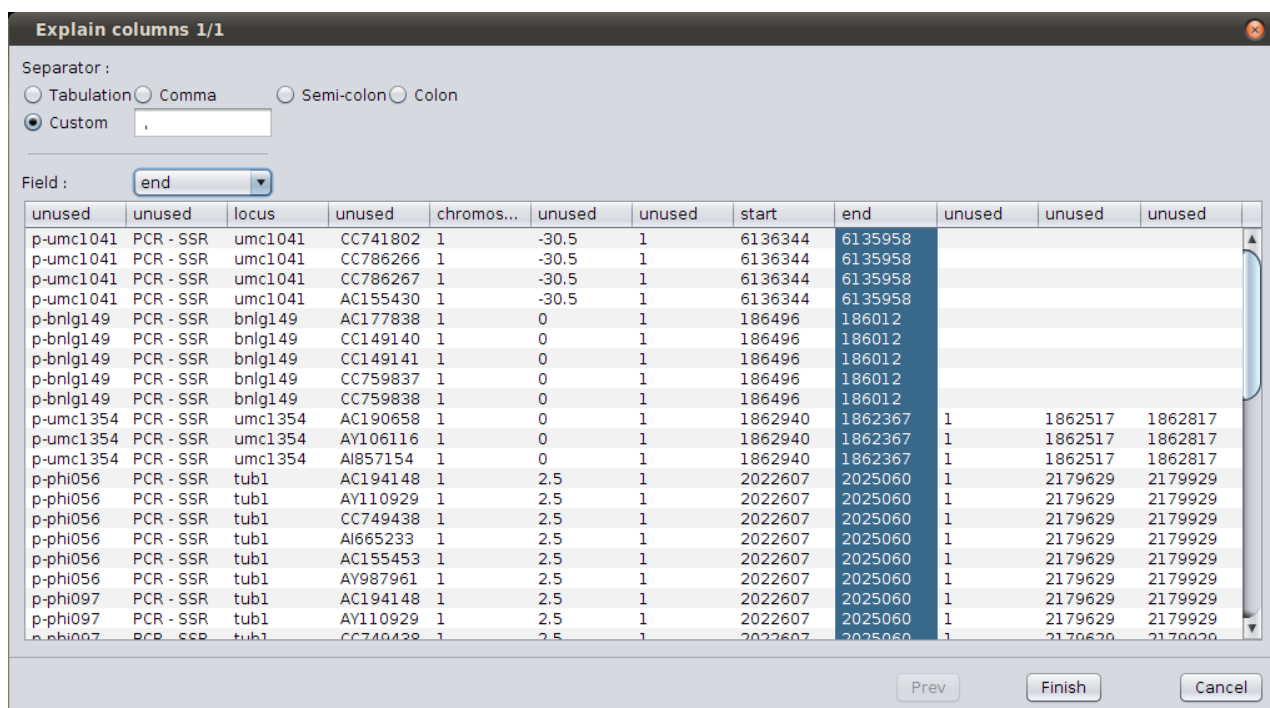 Explain columns 1/1
Separator :
Tabulation Comma Semi-colon Colon
Custom ,
Field : end
unused unused locus unused chromos... unused unused start end unused unused unused
p-umc1041 PCR - SSR umc1041 CC741802 1 -30.5 1 6136344 6135958
p-umc1041 PCR - SSR umc1041 CC786266 1 -30.5 1 6136344 6135958
p-umc1041 PCR - SSR umc1041 CC786267 1 -30.5 1 6136344 6135958
p-umc1041 PCR - SSR umc1041 AC155430 1 -30.5 1 6136344 6135958
p-bnlg149 PCR - SSR bnlg149 AC177838 1 0 1 186496 186012
p-bnlg149 PCR - SSR bnlg149 CC149140 1 0 1 186496 186012
p-bnlg149 PCR - SSR bnlg149 CC149141 1 0 1 186496 186012
p-bnlg149 PCR - SSR bnlg149 CC759837 1 0 1 186496 186012
p-bnlg149 PCR - SSR bnlg149 CC759838 1 0 1 186496 186012
p-umc1354 PCR - SSR umc1354 AC190658 1 0 1 1862940 1862367 1 1862517 1862817
p-umc1354 PCR - SSR umc1354 AY106116 1 0 1 1862940 1862367 1 1862517 1862817
p-umc1354 PCR - SSR umc1354 AI857154 1 0 1 1862940 1862367 1 1862517 1862817
p-phi056 PCR - SSR tub1 AC194148 1 2.5 1 2022607 2025060 1 2179629 2179929
p-phi056 PCR - SSR tub1 AY110929 1 2.5 1 2022607 2025060 1 2179629 2179929
p-phi056 PCR - SSR tub1 CC749438 1 2.5 1 2022607 2025060 1 2179629 2179929
p-phi056 PCR - SSR tub1 AI665233 1 2.5 1 2022607 2025060 1 2179629 2179929
p-phi056 PCR - SSR tub1 AC155453 1 2.5 1 2022607 2025060 1 2179629 2179929
p-phi056 PCR - SSR tub1 AY987961 1 2.5 1 2022607 2025060 1 2179629 2179929
p-phi097 PCR - SSR tub1 AC194148 1 2.5 1 2022607 2025060 1 2179629 2179929
p-phi097 PCR - SSR tub1 AY110929 1 2.5 1 2022607 2025060 1 2179629 2179929
p-phi097 PCR - SSR tub1 CC749438 1 2.5 1 2022607 2025060 1 2179629 2179929
Prev Finish Cancel